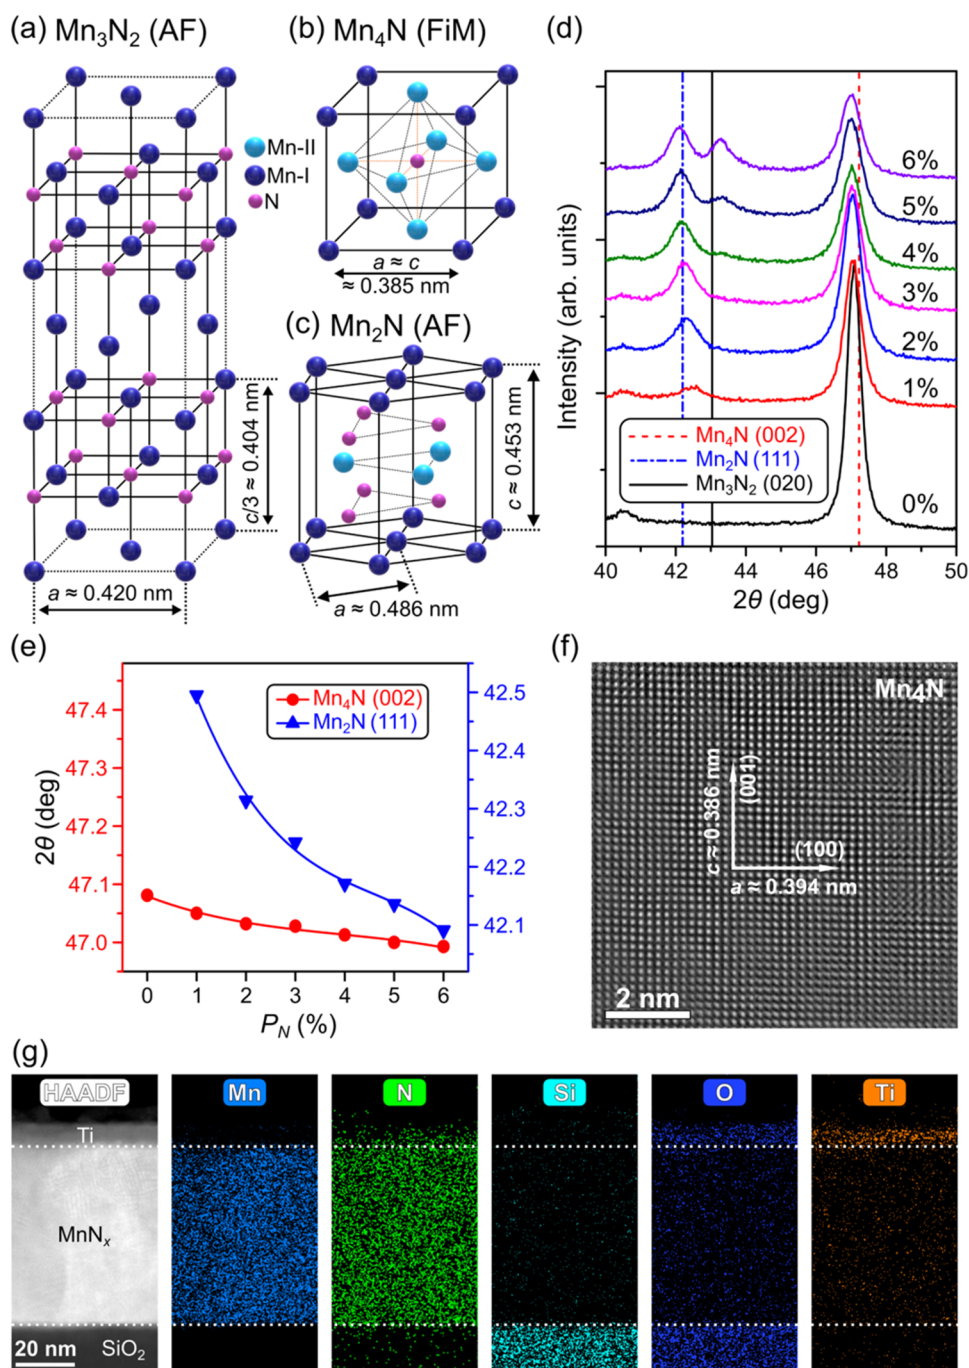 (a) Mn₃N₂ (AF)
(b) Mn₄N (FiM)
(d)
Mn-II
Mn-I
N
a ≈ c
≈ 0.385 nm
(c) Mn₂N (AF)
c/3 ≈ 0.404 nm
c ≈ 0.453 nm
a ≈ 0.420 nm
a ≈ 0.486 nm
Intensity (arb. units)
6%
5%
4%
3%
2%
1%
0%
Mn₄N (002)
Mn₂N (111)
Mn₃N₂ (020)
40 42 44 46 48 50
2θ (deg)
(e)
2θ (deg)
47.4
47.3
47.2
47.1
47.0
Mn₄N (002)
Mn₂N (111)
42.5
42.4
42.3
42.2
42.1
0 1 2 3 4 5 6
P_N (%)
(f)
Mn₄N
c ≈ 0.386 nm
(001)
(100)
a ≈ 0.394 nm
2 nm
(g)
HAADF Mn N Si O Ti
Ti
MnNₓ
20 nm SiO₂